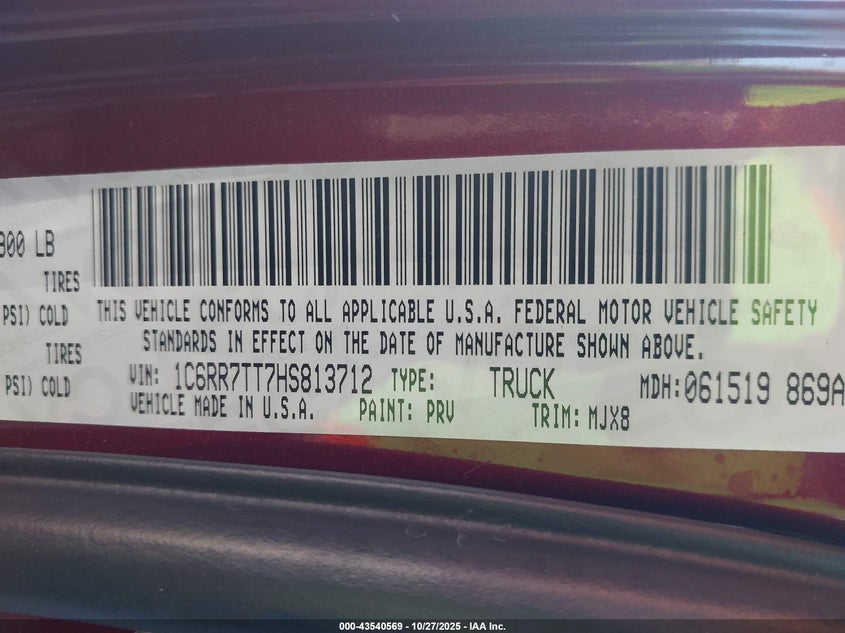 800 LB
TIRES
PSI) COLD
TIRES
PSI) COLD
THIS VEHICLE CONFORMS TO ALL APPLICABLE U.S.A. FEDERAL MOTOR VEHICLE SAFETY
STANDARDS IN EFFECT ON THE DATE OF MANUFACTURE SHOWN ABOVE.
VIN: 1C6RR7TT7HS813712 TYPE: TRUCK MDH:061519 869A
VEHICLE MADE IN U.S.A. PAINT: PRV TRIM: MJX8
000-43540569 - 10/27/2025 - IAA Inc.